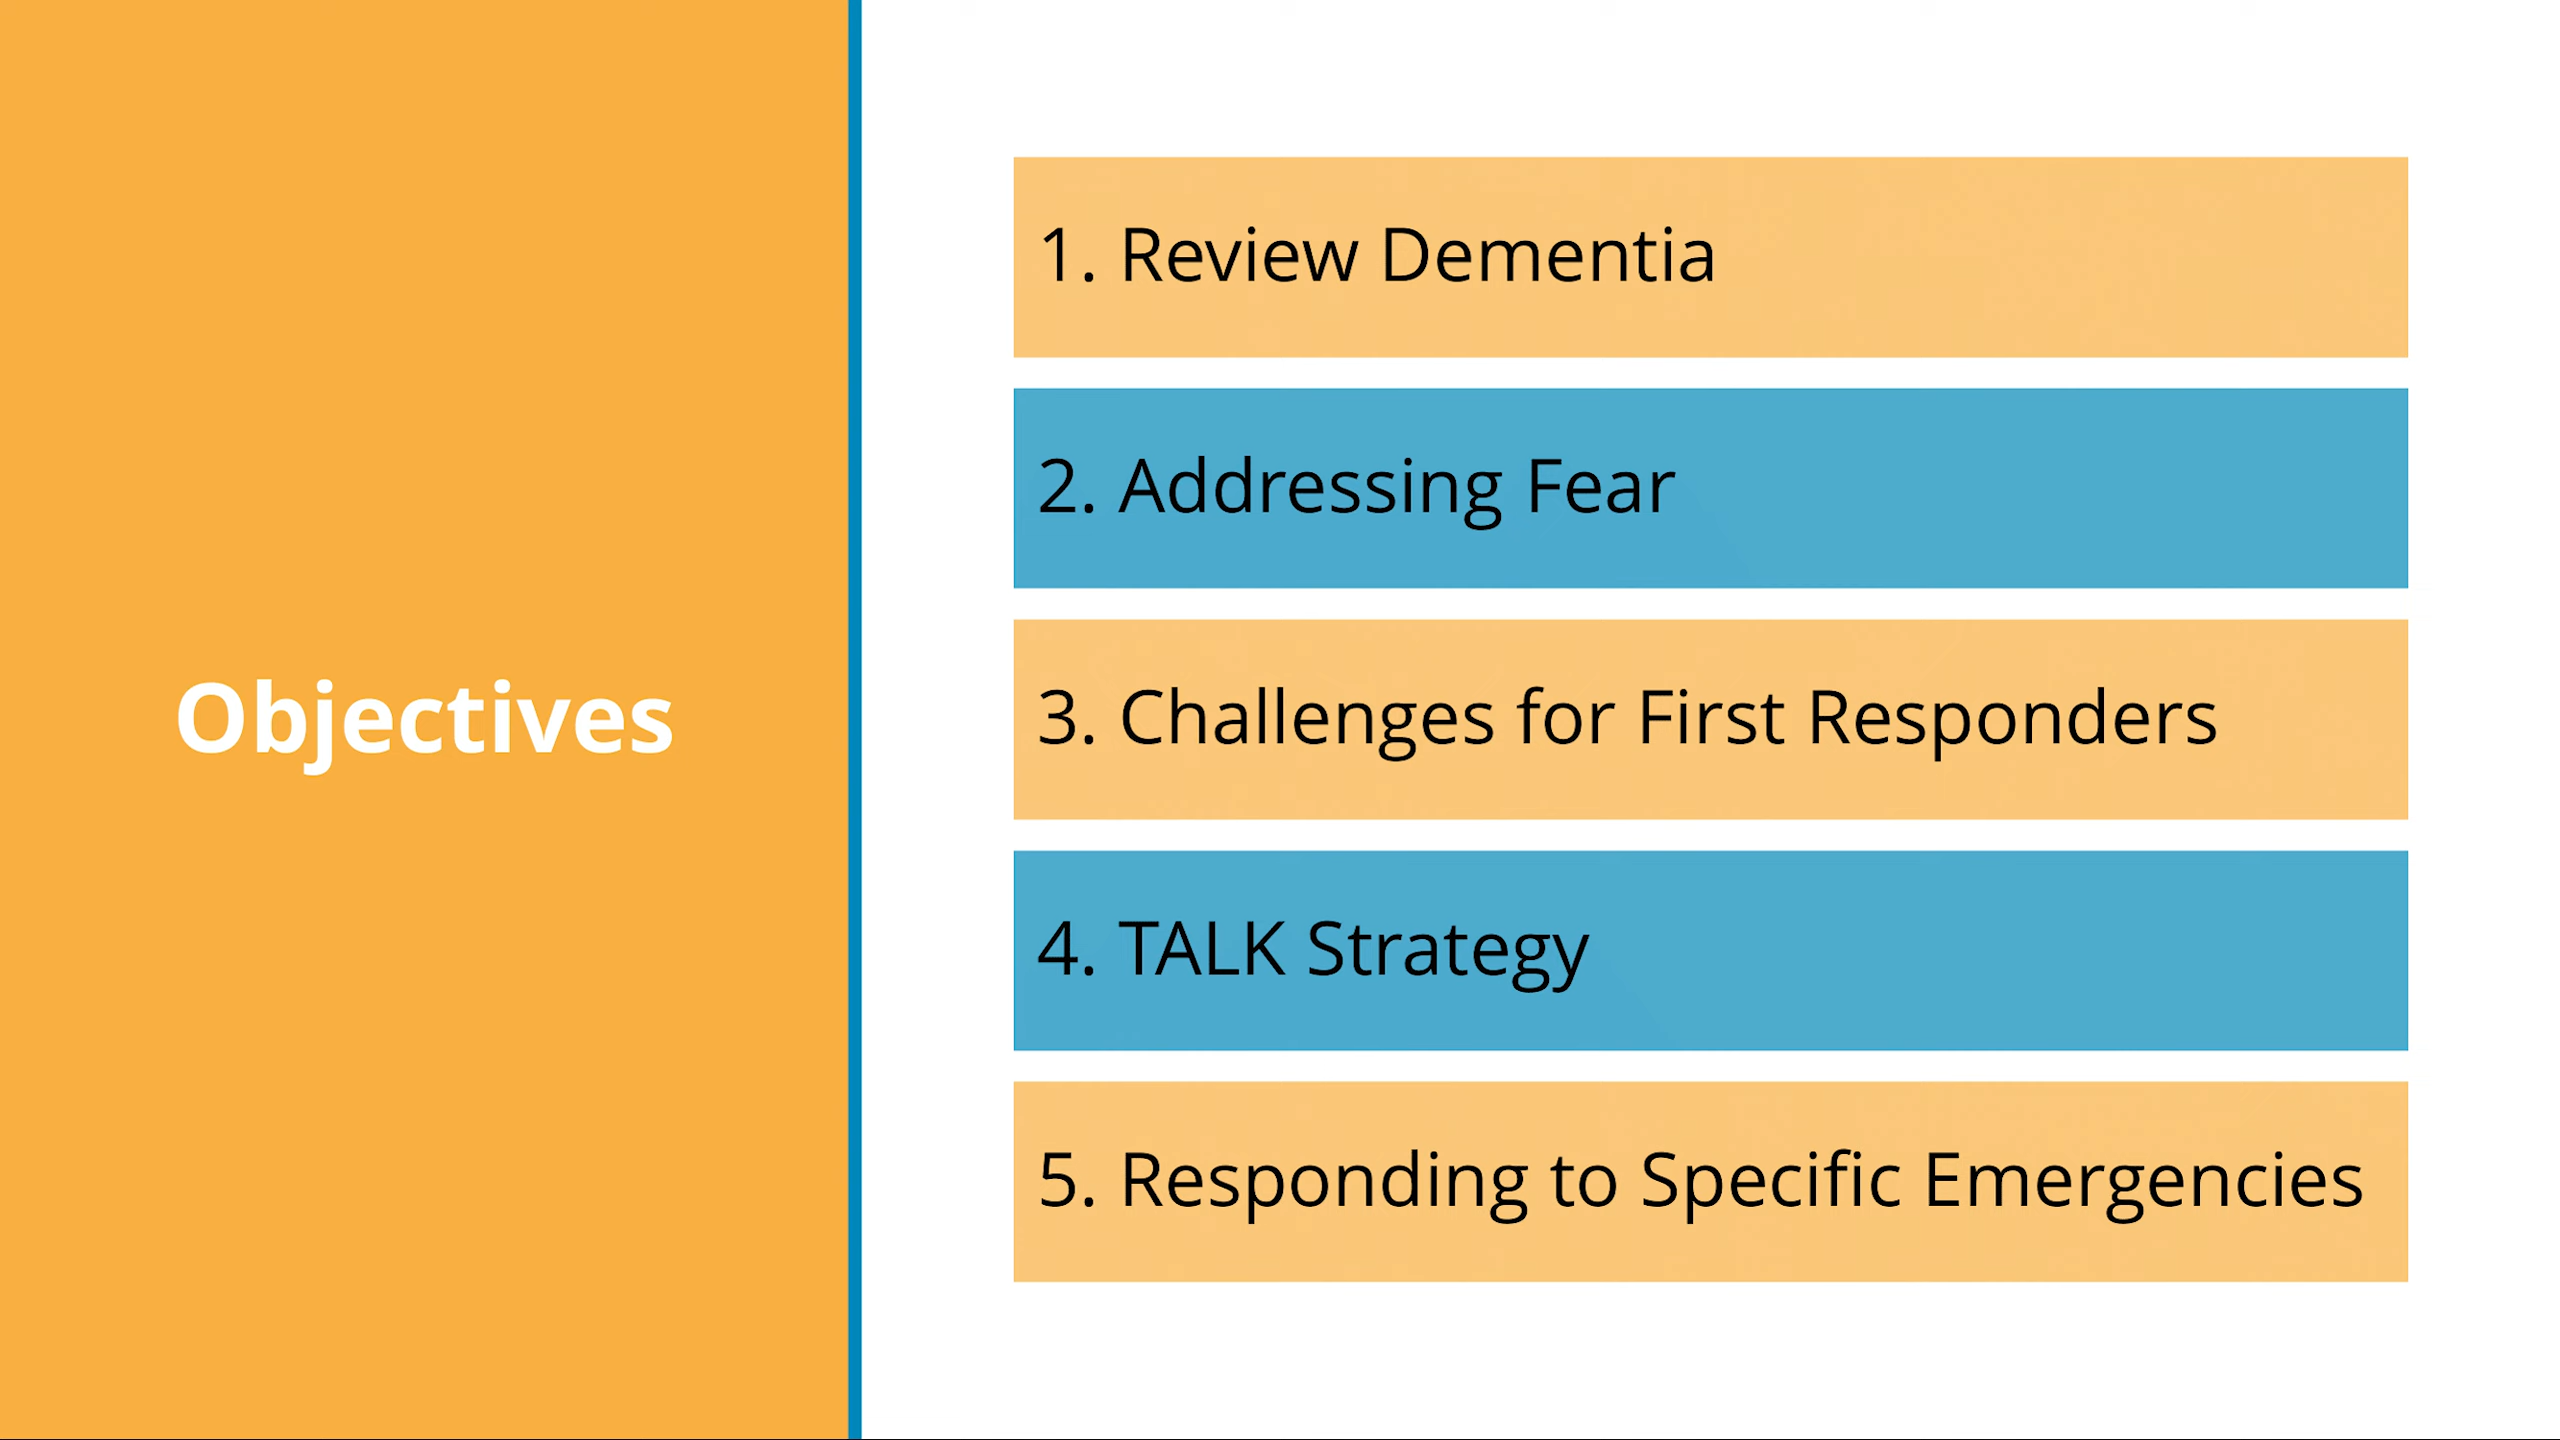 Objectives
1. Review Dementia
2. Addressing Fear
3. Challenges for First Responders
4. TALK Strategy
5. Responding to Specific Emergencies